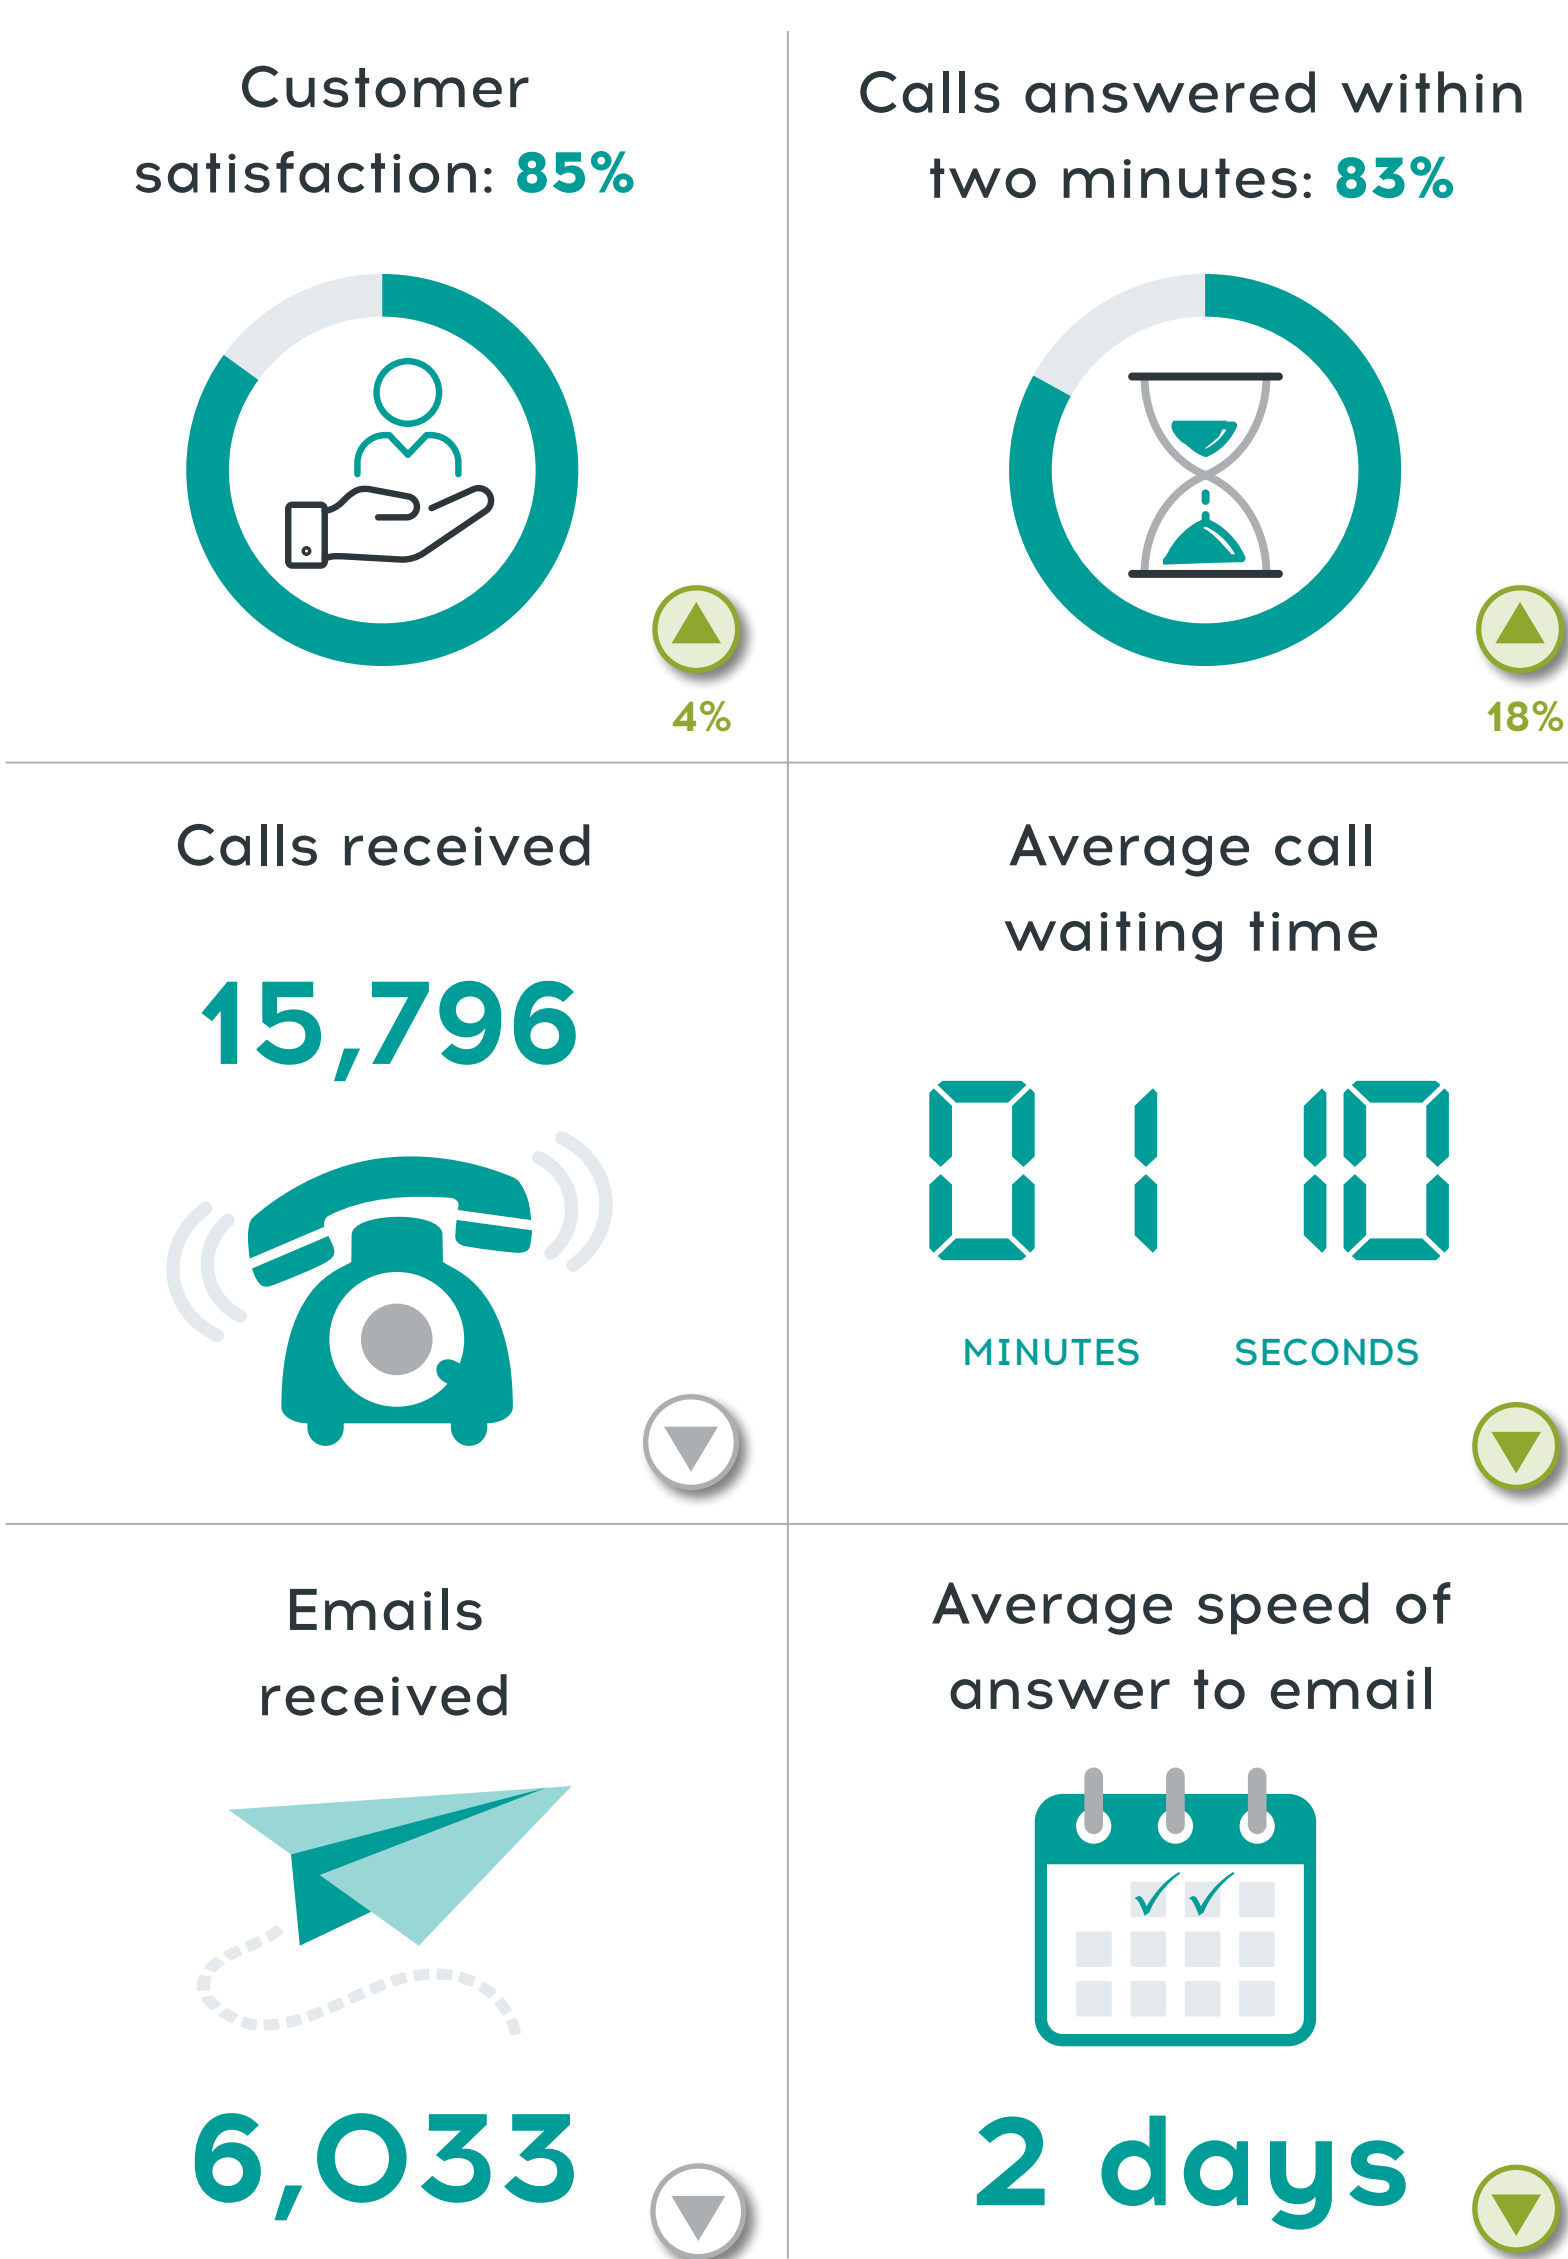 Customer
satisfaction: 85%
4%
Calls answered within
two minutes: 83%
18%
Calls received
15,796
Average call
waiting time
01 10
MINUTES SECONDS
Emails
received
6,033
Average speed of
answer to email
2 days